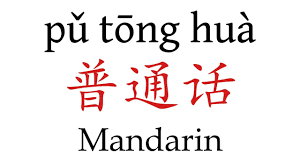 pǔ tōng huà
普通话
Mandarin